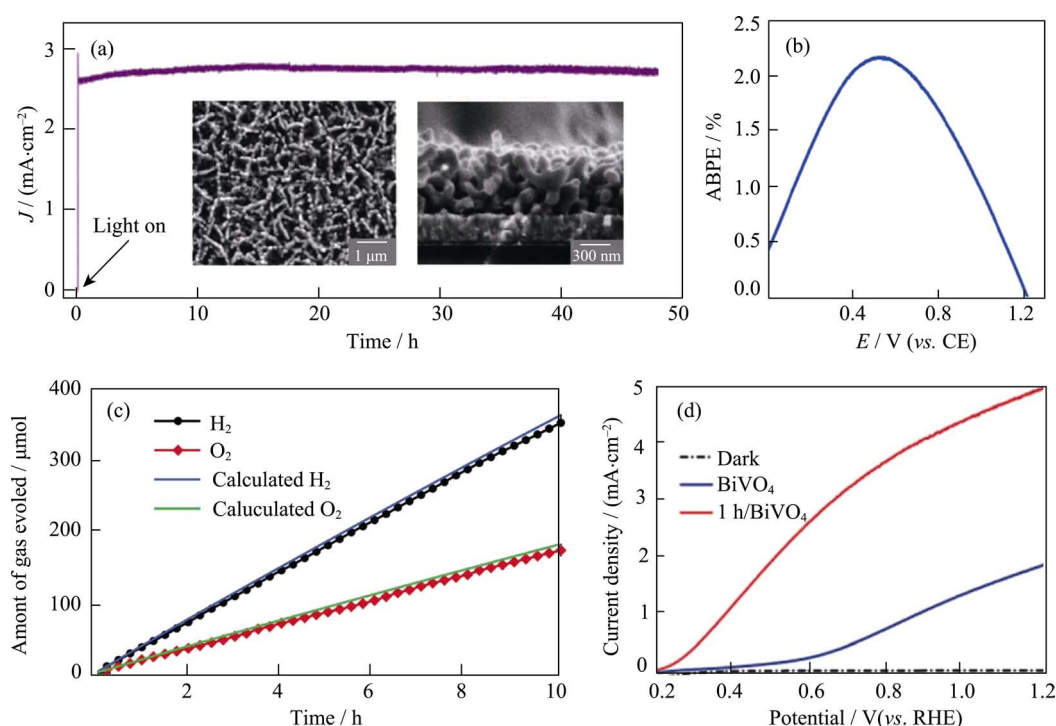 (a)
3
2
1
0
J / (mA·cm⁻²)
Light on
1 μm
300 nm
0 10 20 30 40 50
Time / h
(b)
2.5
2.0
1.5
1.0
0.5
0.0
ABPE / %
0.4 0.8 1.2
E / V (vs. CE)
(c)
400
300
200
100
0
Amont of gas evoled / μmol
H₂
O₂
Calculated H₂
Caluculated O₂
2 4 6 8 10
Time / h
(d)
5
4
3
2
1
0
Current density / (mA·cm⁻²)
Dark
BiVO₄
1 h/BiVO₄
0.2 0.4 0.6 0.8 1.0 1.2
Potential / V(vs. RHE)